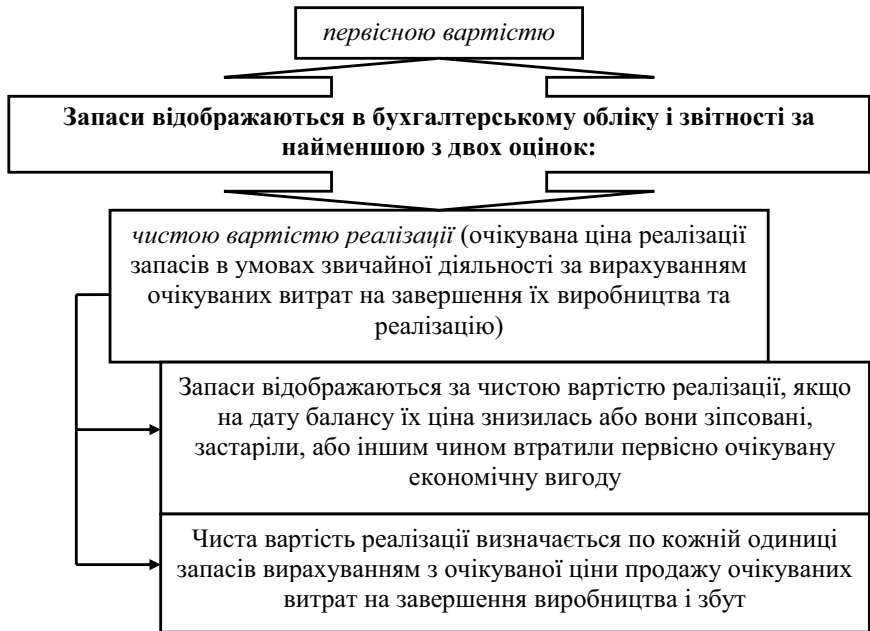 первісною вартістю
Запаси відображаються в бухгалтерському обліку і звітності за
найменшою з двох оцінок:
чистою вартістю реалізації (очікувана ціна реалізації
запасів в умовах звичайної діяльності за вирахуванням
очікуваних витрат на завершення їх виробництва та
реалізацію)
Запаси відображаються за чистою вартістю реалізації, якщо
на дату балансу їх ціна знизилась або вони зіпсовані,
застаріли, або іншим чином втратили первісно очікувану
економічну вигоду
Чиста вартість реалізації визначається по кожній одиниці
запасів вирахуванням з очікуваної ціни продажу очікуваних
витрат на завершення виробництва і збут